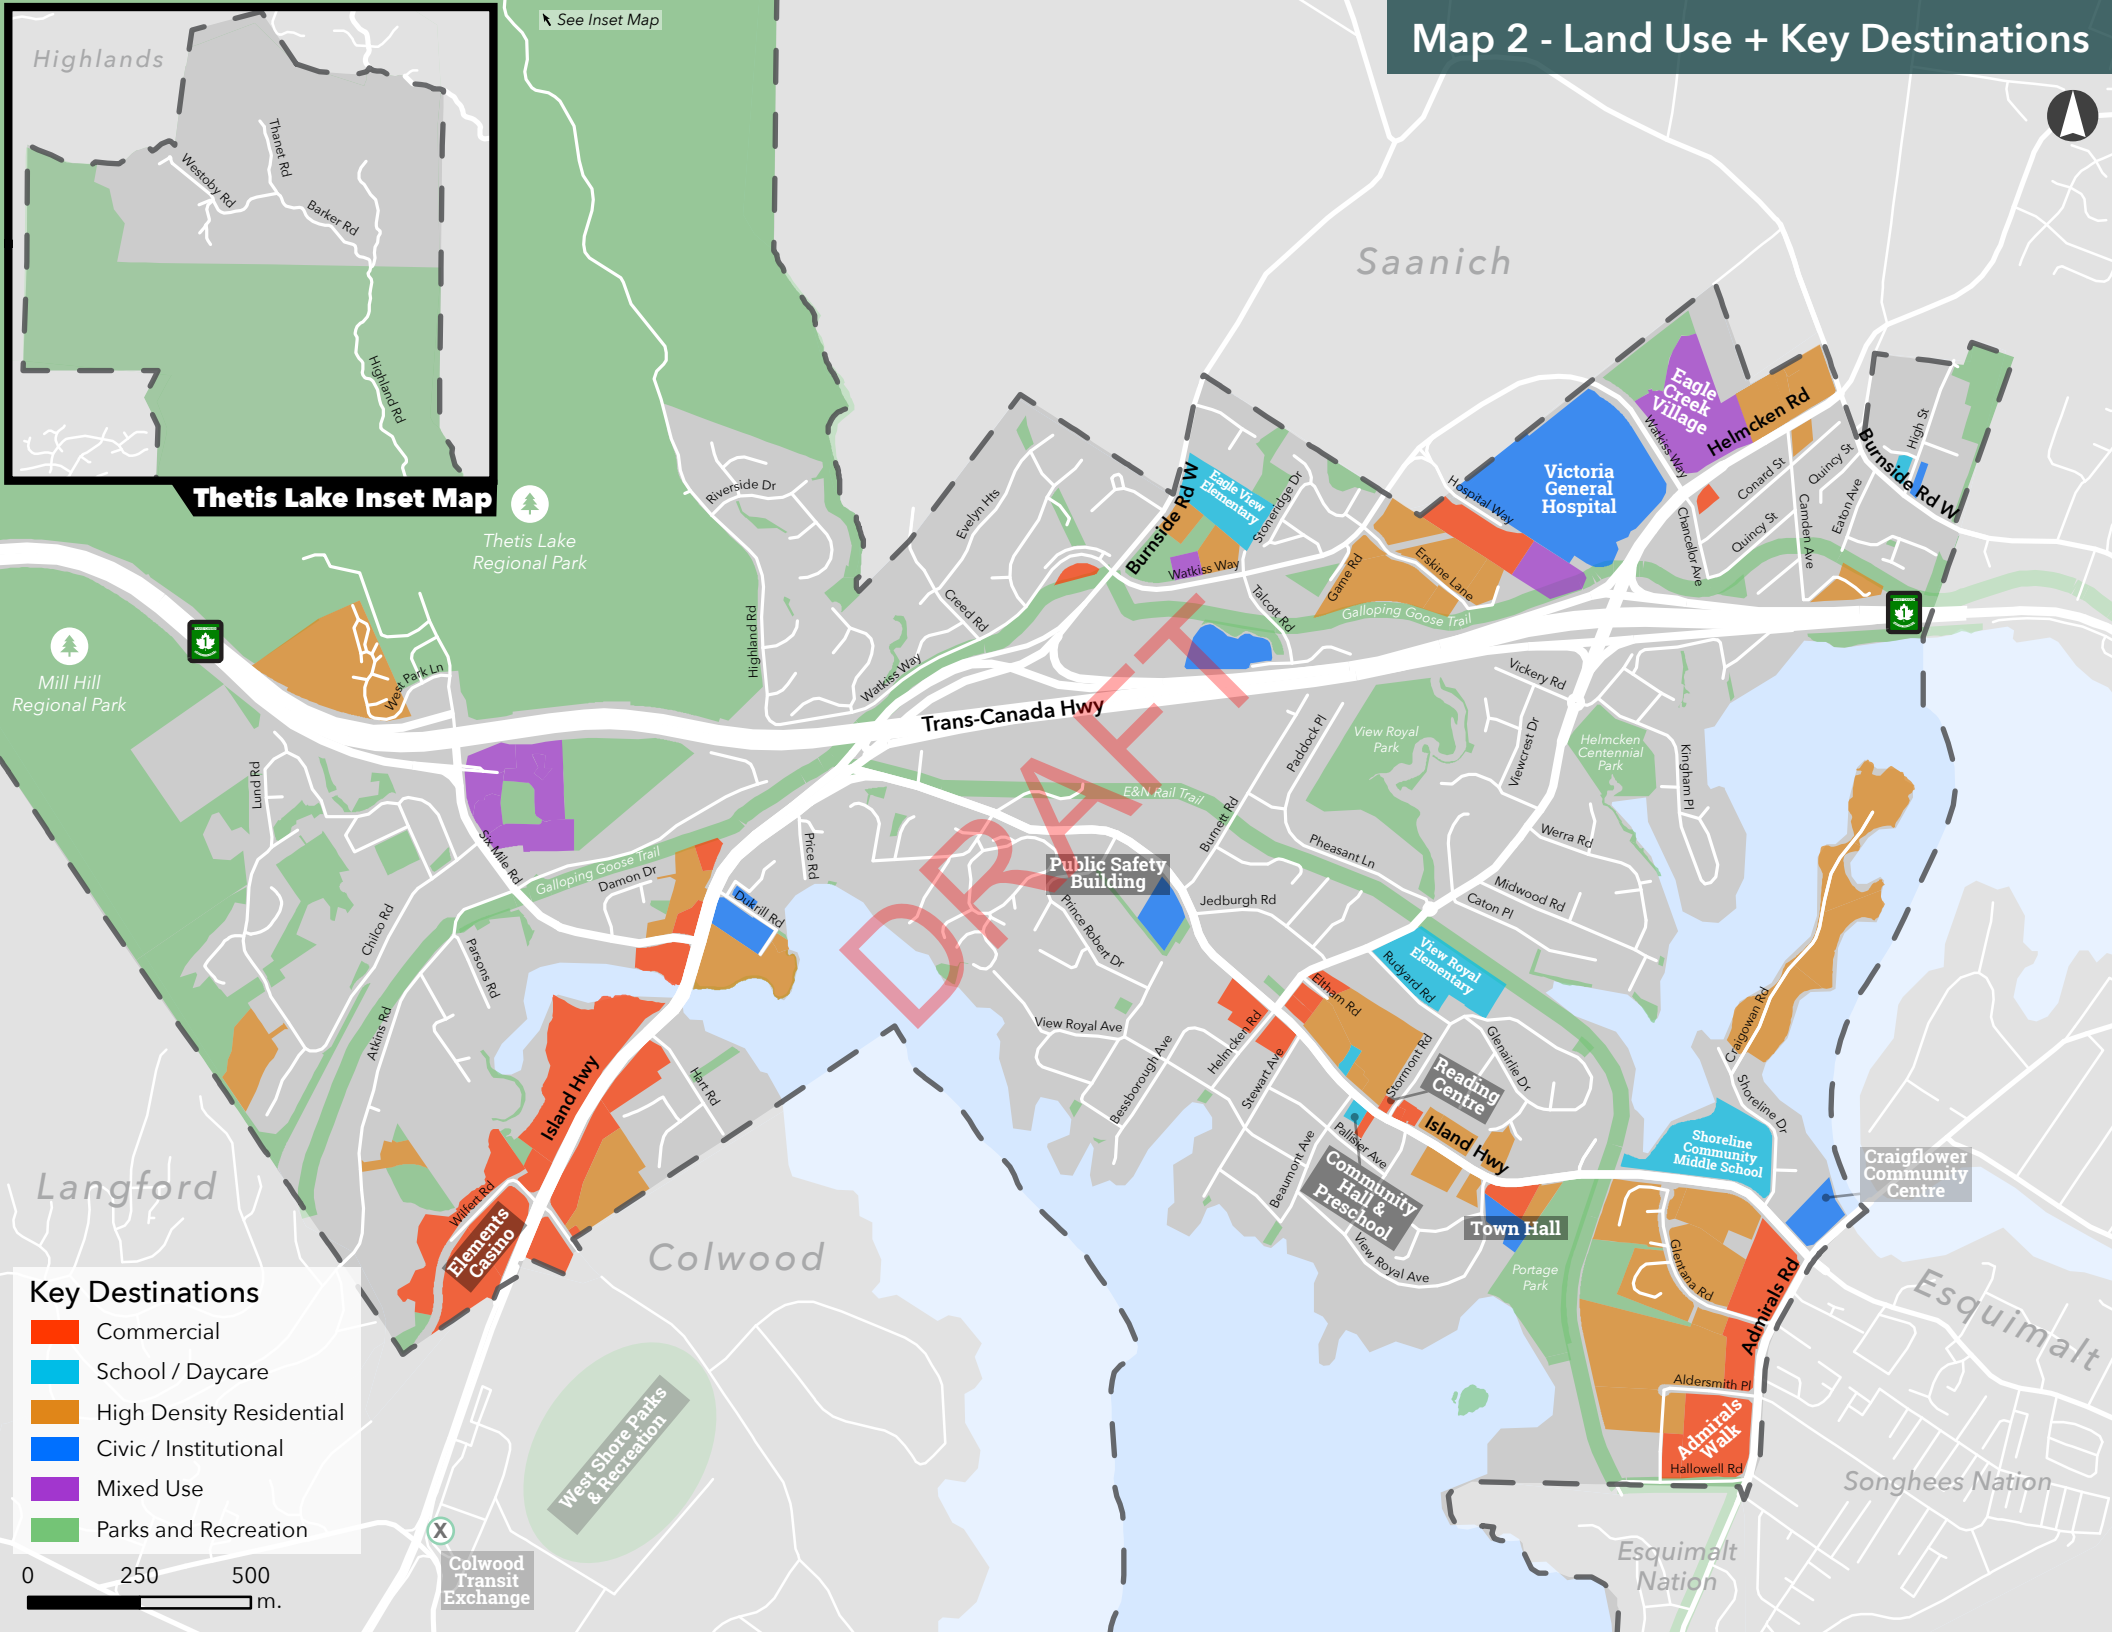 Map 2 - Land Use + Key Destinations
See Inset Map
Highlands
Thanet Rd
Westoby Rd
Barker Rd
Highland Rd
Thetis Lake Inset Map
Thetis Lake
Regional Park
Mill Hill
Regional Park
Saanich
Riverside Dr
Evelyn Hts
Creed Rd
Highland Rd
Watkiss Way
Burnside Rd W
Eagle View
Elementary
Stoneridge Dr
Watkiss Way
Talcott Rd
Game Rd
Erskine Lane
Galloping Goose Trail
Hospital Way
Victoria
General
Hospital
Eagle
Creek
Village
Watkiss Way
Helmcken Rd
Conard St
Quincy St
Quincy St
Chancellor Ave
Camden Ave
Eaton Ave
High St
Burnside Rd W
1
West Park Ln
Trans-Canada Hwy
Lund Rd
Six Mile Rd
Galloping Goose Trail
Damon Dr
Price Rd
Dukrill Rd
Chilco Rd
Parsons Rd
Atkins Rd
E&N Rail Trail
Public Safety
Building
Prince Robert Dr
Jedburgh Rd
Burnett Rd
Paddock Pl
Pheasant Ln
View Royal
Park
Vickery Rd
Viewcrest Dr
Helmcken
Centennial
Park
Kingham Pl
Werra Rd
Midwood Rd
Caton Pl
View Royal
Elementary
Rudyard Rd
Eltham Rd
Helmcken Rd
Stewart Ave
Stormont Rd
Glenairlie Dr
Reading
Centre
View Royal Ave
Bessborough Ave
Beaumont Ave
Pallisier Ave
Island Hwy
Community
Hall &
Preschool
View Royal Ave
Town Hall
Portage
Park
Craigowan Rd
Shoreline Dr
Shoreline
Community
Middle School
Craigflower
Community
Centre
Glentana Rd
Admirals Rd
Aldersmith Pl
Admirals
Walk
Hallowell Rd
Esquimalt
Songhees Nation
Esquimalt
Nation
Langford
Colwood
Hart Rd
Island Hwy
Wilfert Rd
Elements
Casino
West Shore Parks
& Recreation
X
Colwood
Transit
Exchange
DRAFT
Key Destinations
Commercial
School / Daycare
High Density Residential
Civic / Institutional
Mixed Use
Parks and Recreation
0 250 500
m.